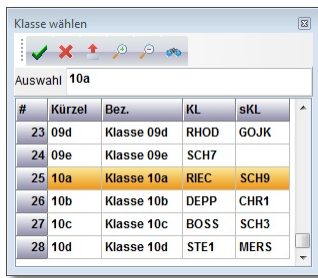 Klasse wählen
Auswahl 10a
# Kürzel Bez. KL sKL
23 09d Klasse 09d RHOD GOJK
24 09e Klasse 09e SCH7
25 10a Klasse 10a RIEC SCH9
26 10b Klasse 10b DEPP CHR1
27 10c Klasse 10c BOSS SCH3
28 10d Klasse 10d STE1 MERS